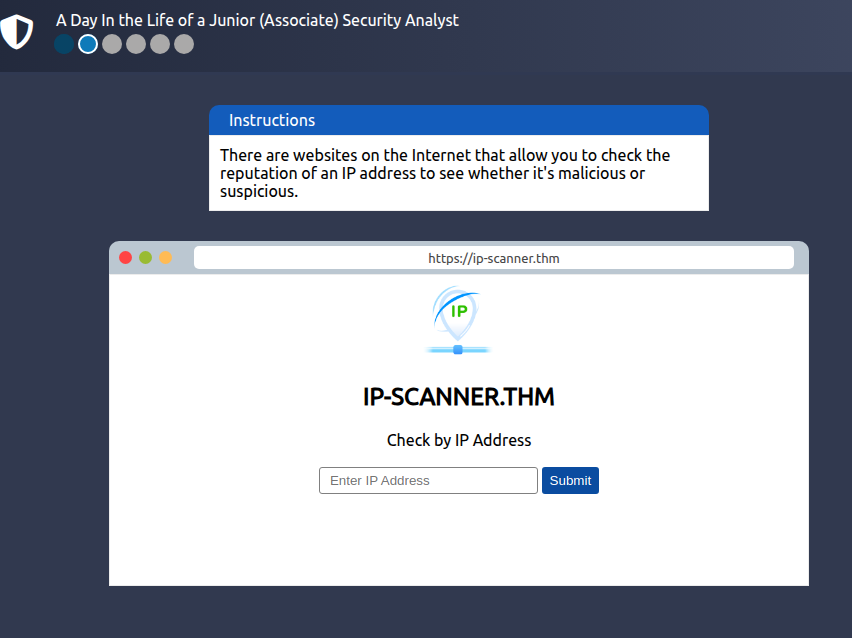 A Day In the Life of a Junior (Associate) Security Analyst
Instructions
There are websites on the Internet that allow you to check the
reputation of an IP address to see whether it's malicious or
suspicious.
https://ip-scanner.thm
IP
IP-SCANNER.THM
Check by IP Address
Enter IP Address Submit